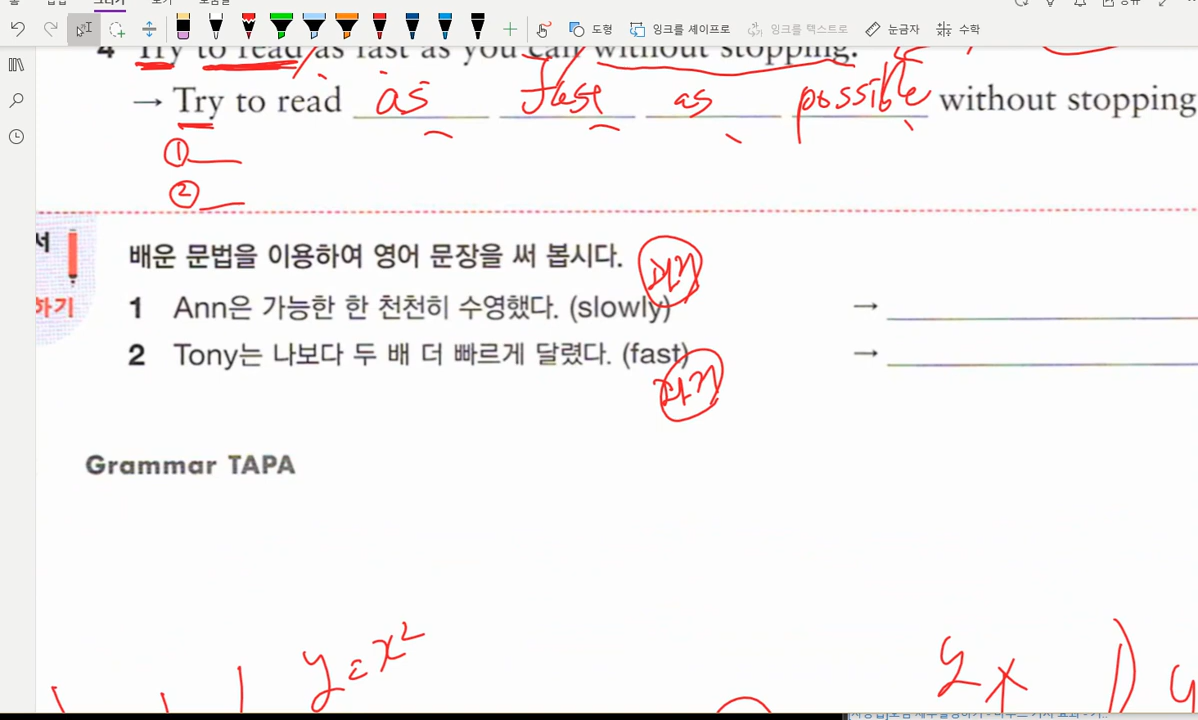 도형 잉크를 셰이프로 잉크를 텍스트로 눈금자 수학
4 Try to read as fast as you can without stopping.
→ Try to read as fast as possible without stopping
①
②
서
배운 문법을 이용하여 영어 문장을 써 봅시다.
하기
1 Ann은 가능한 한 천천히 수영했다. (slowly) →
과거
2 Tony는 나보다 두 배 더 빠르게 달렸다. (fast) →
과거
Grammar TAPA
y = x²
y x